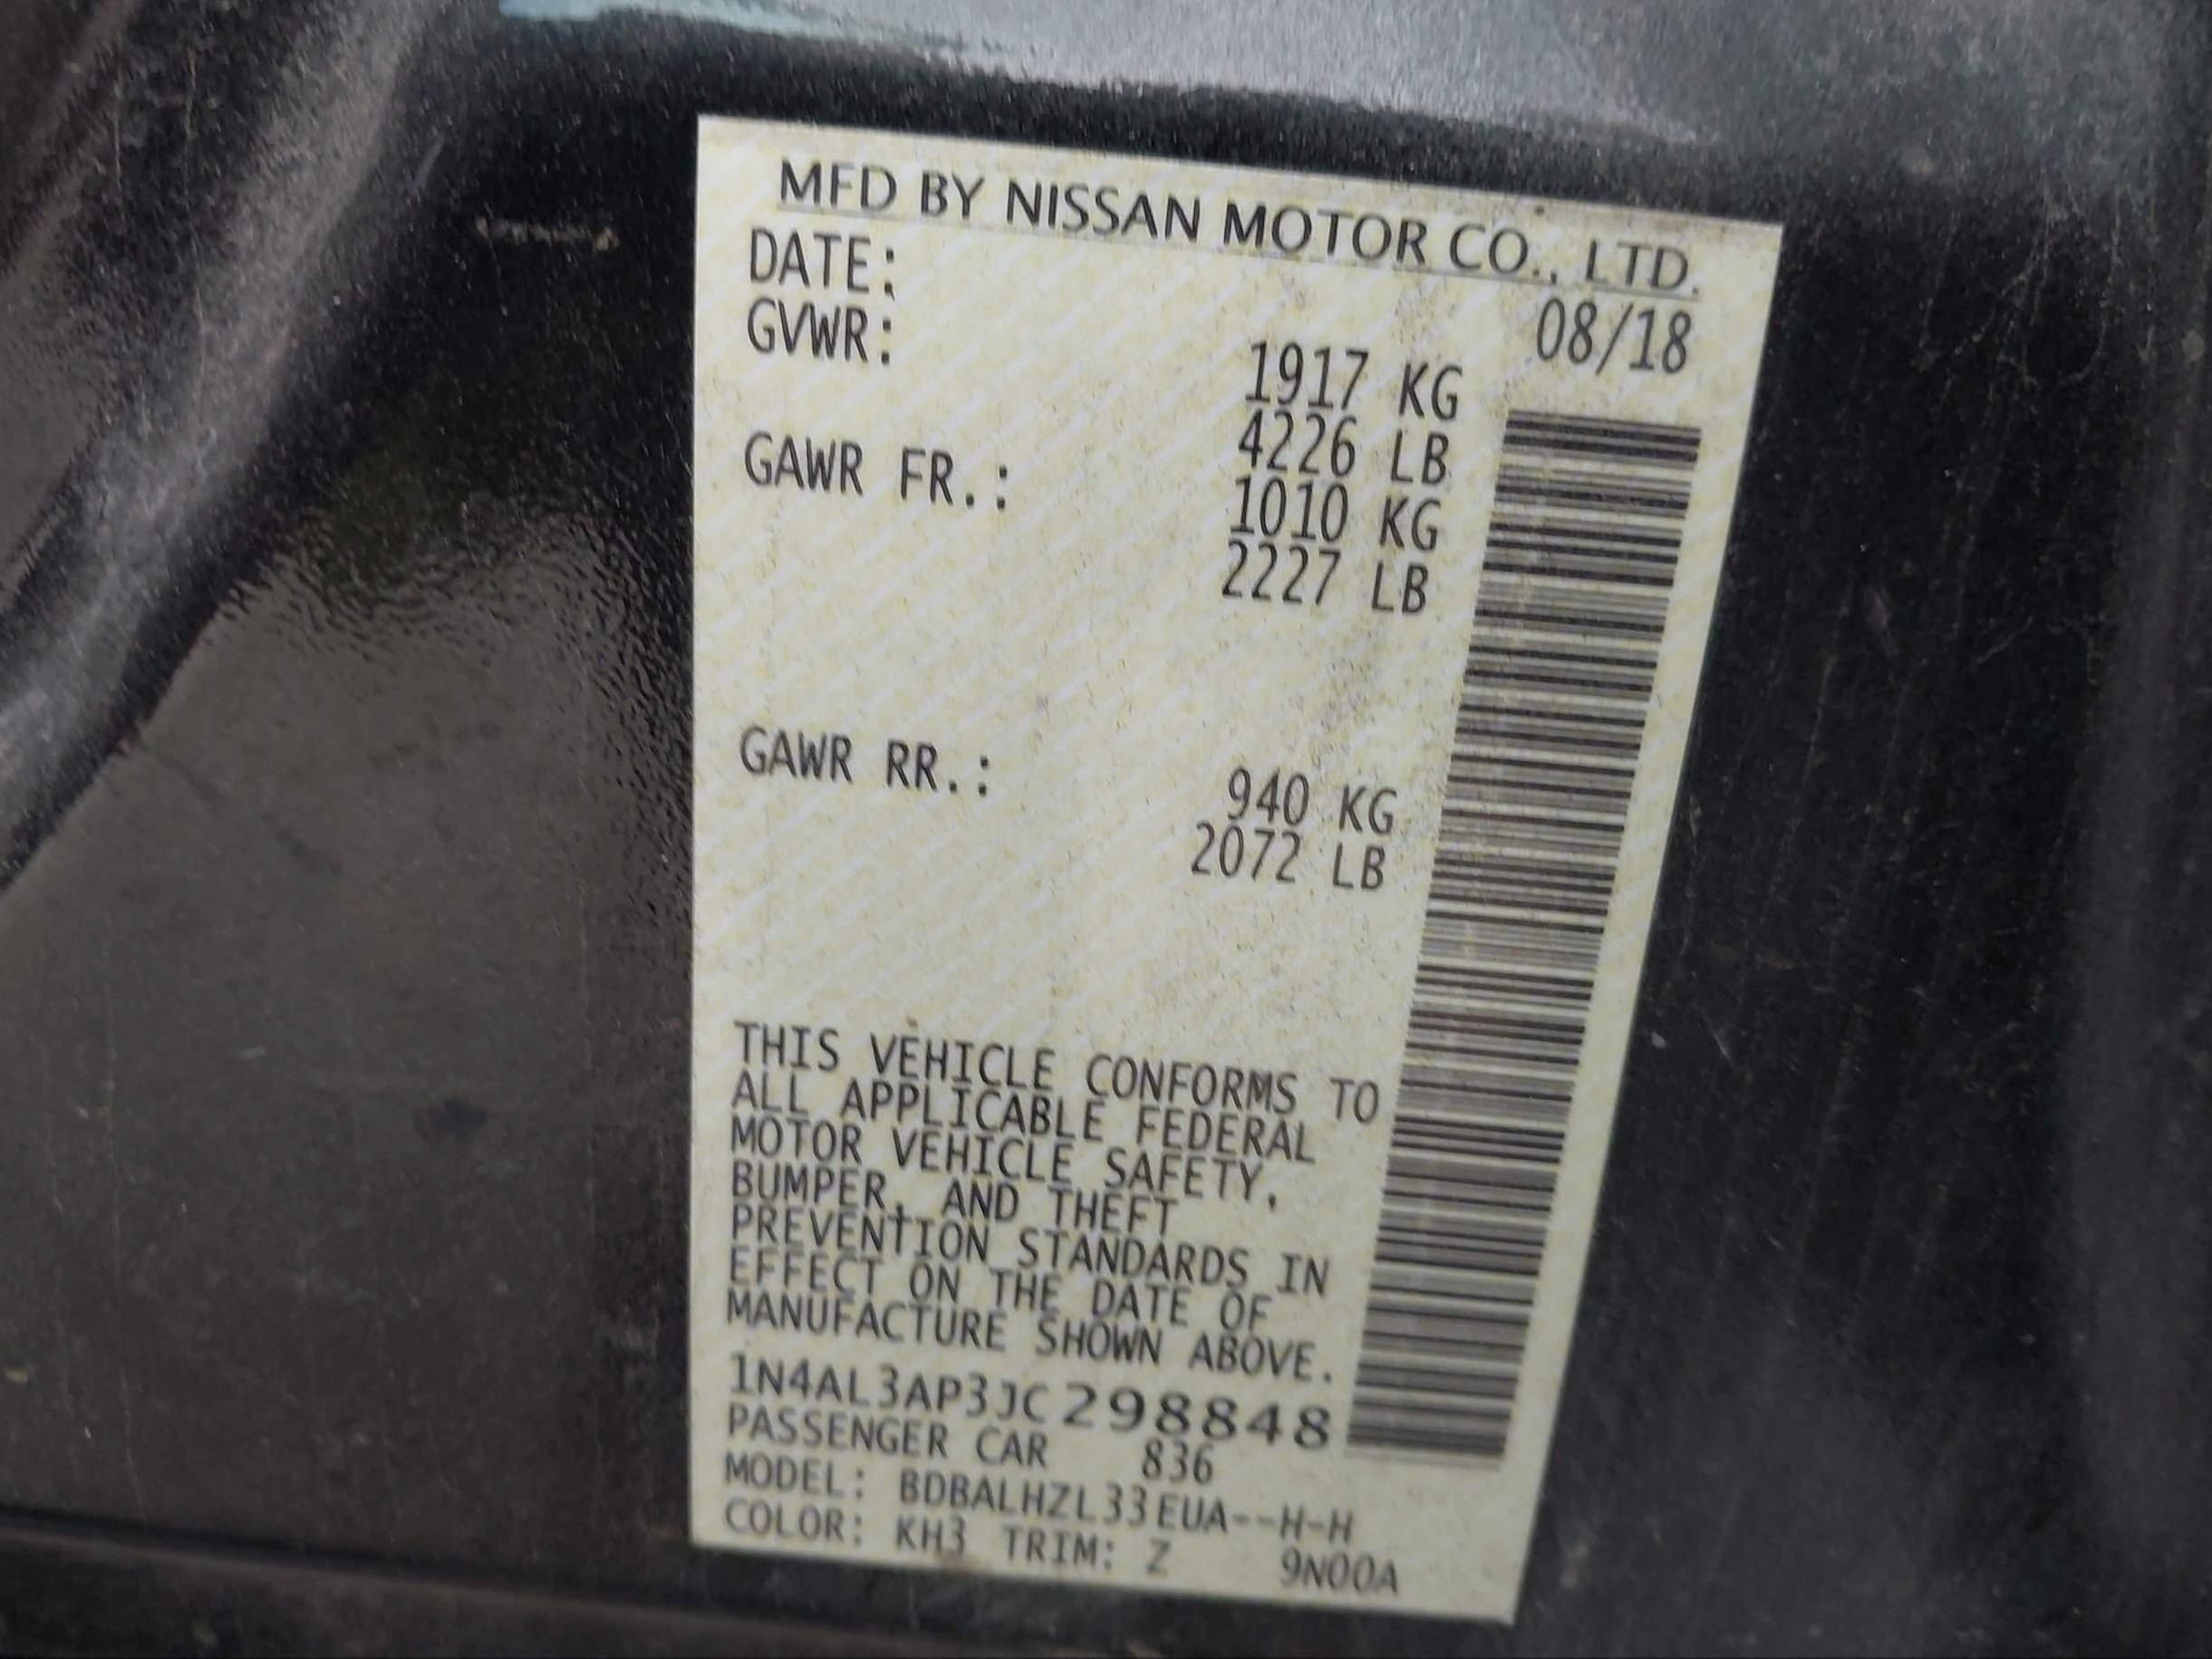 MFD BY NISSAN MOTOR CO., LTD.
DATE: 08/18
GVWR: 1917 KG
4226 LB
GAWR FR.: 1010 KG
2227 LB
GAWR RR.: 940 KG
2072 LB
THIS VEHICLE CONFORMS TO
ALL APPLICABLE FEDERAL
MOTOR VEHICLE SAFETY,
BUMPER, AND THEFT
PREVENTION STANDARDS IN
EFFECT ON THE DATE OF
MANUFACTURE SHOWN ABOVE.
1N4AL3AP3JC298848
PASSENGER CAR 836
MODEL: BDBALHZL33EUA--H-H
COLOR: KH3 TRIM: Z 9N00A